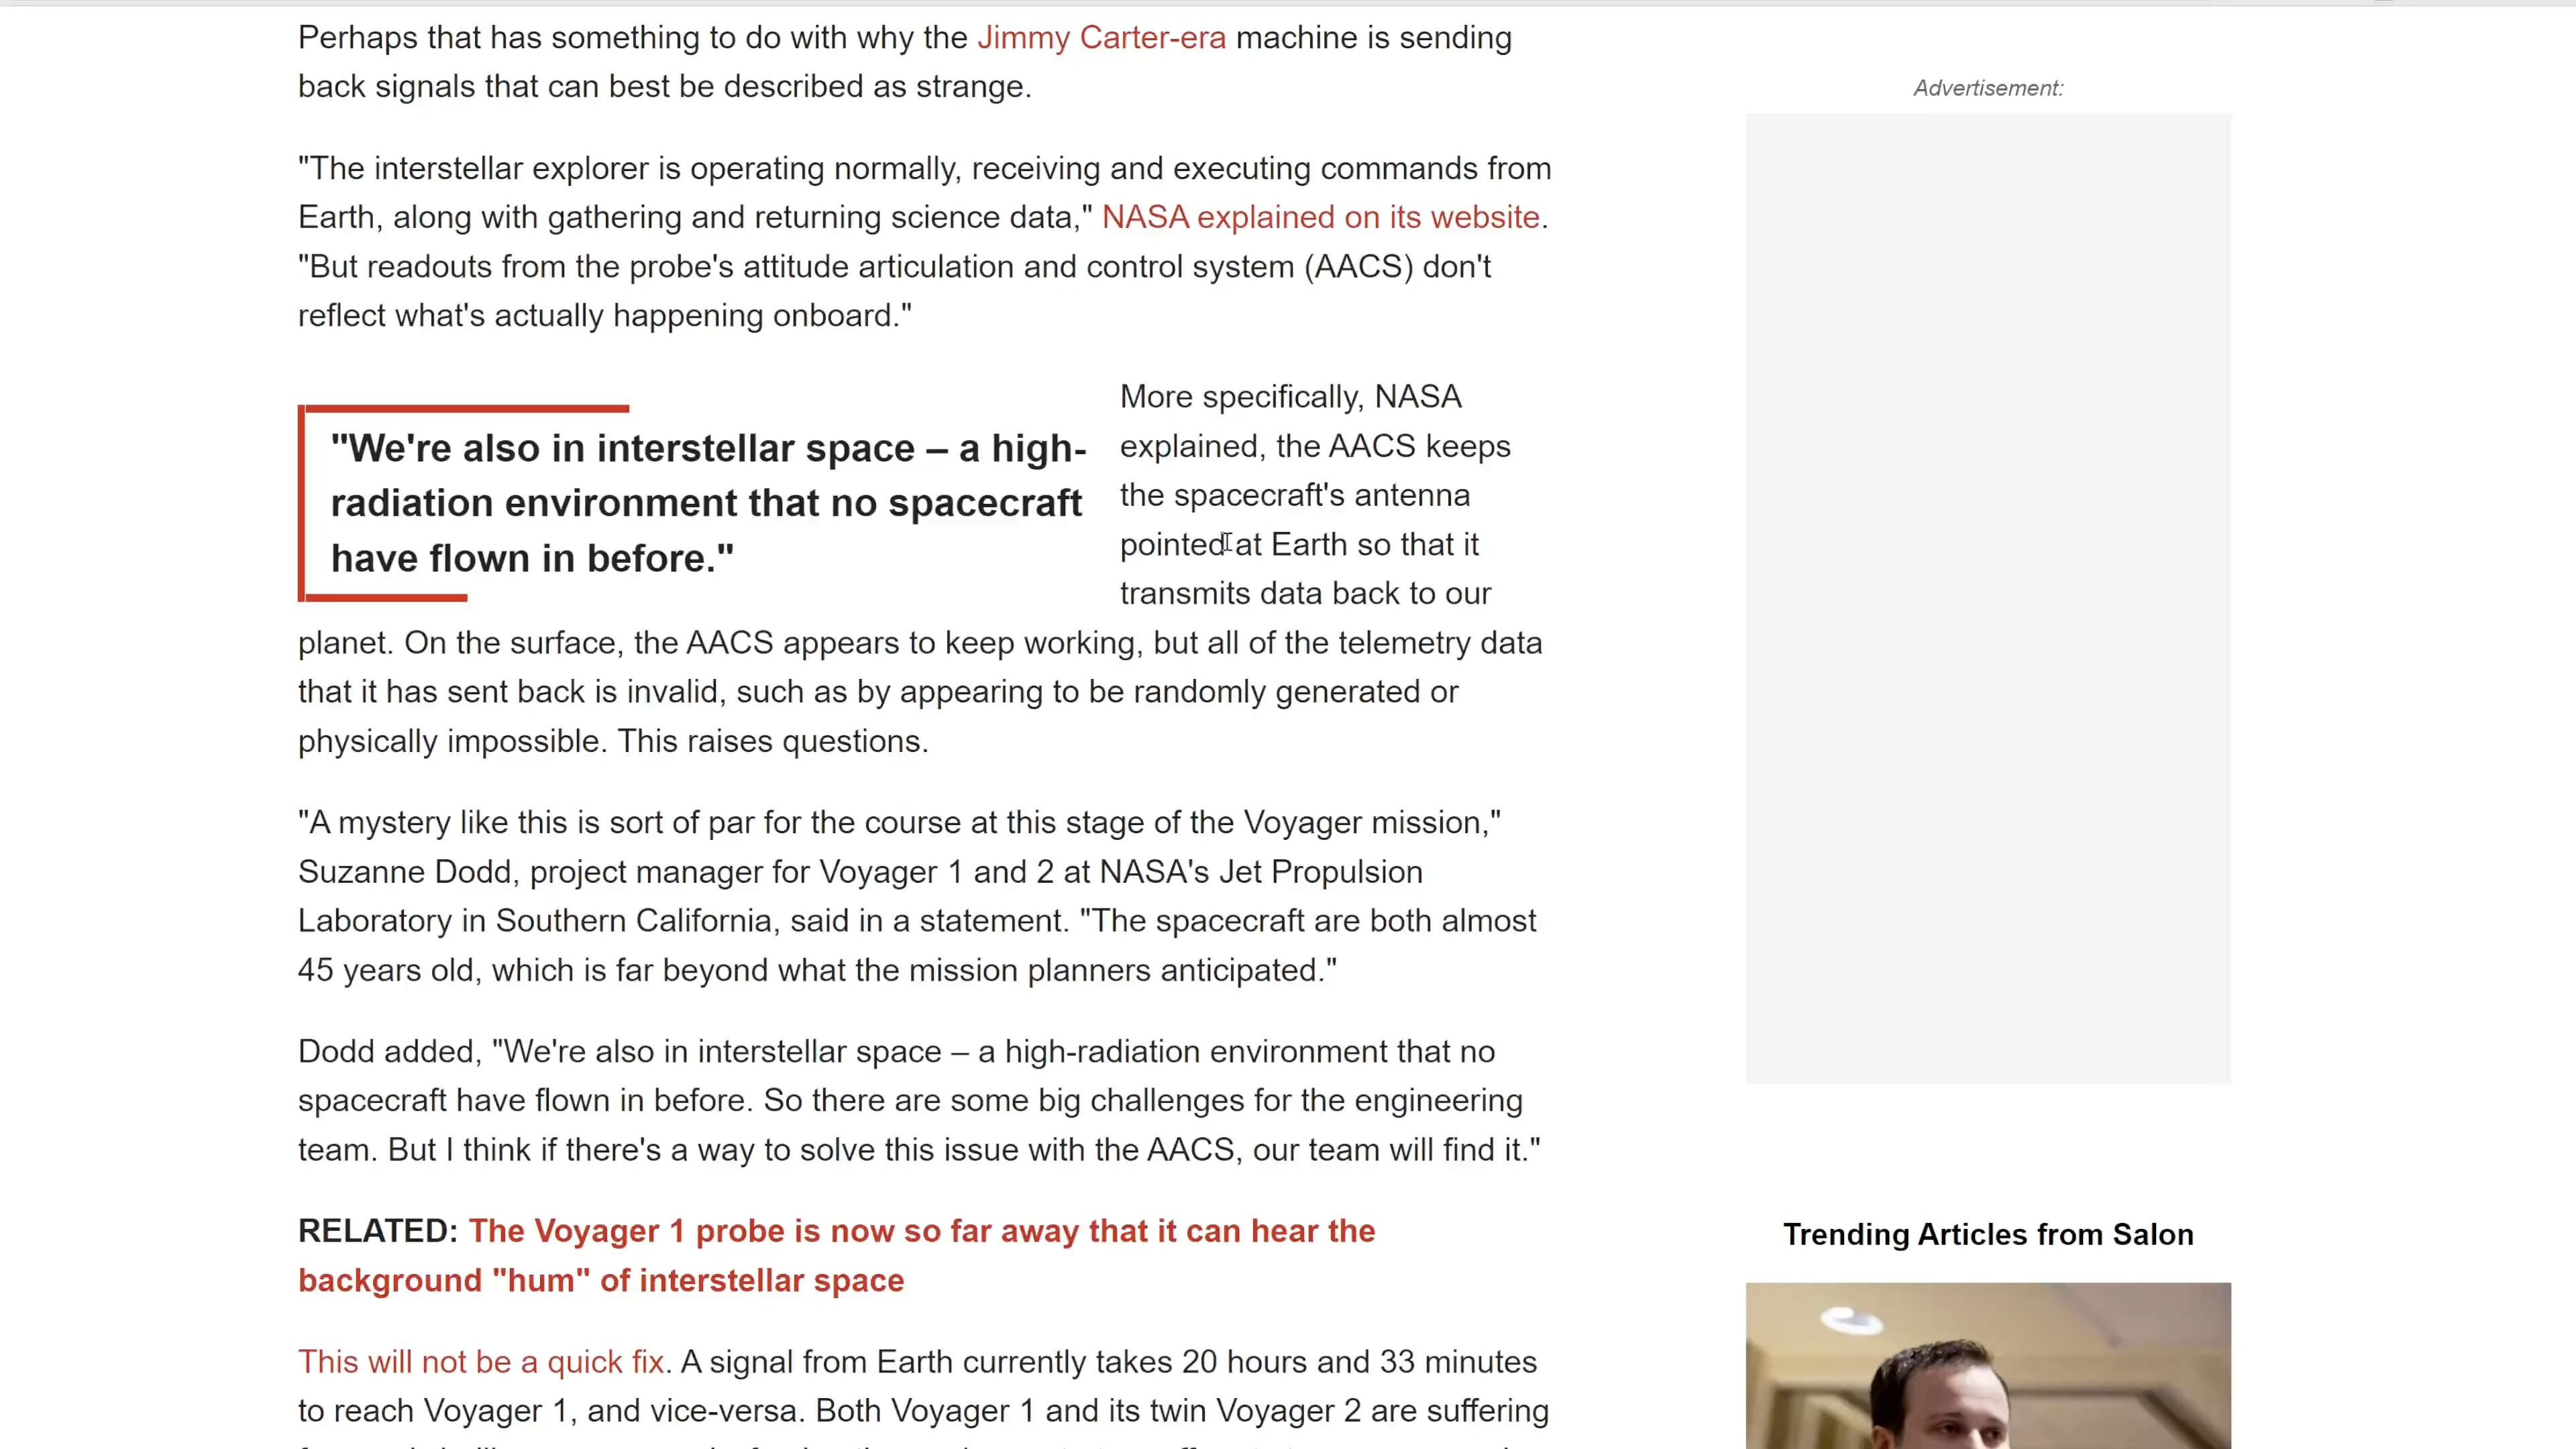 Perhaps that has something to do with why the Jimmy Carter-era machine is sending
back signals that can best be described as strange.
"The interstellar explorer is operating normally, receiving and executing commands from
Earth, along with gathering and returning science data," NASA explained on its website.
"But readouts from the probe's attitude articulation and control system (AACS) don't
reflect what's actually happening onboard."
"We're also in interstellar space – a high-
radiation environment that no spacecraft
have flown in before."
More specifically, NASA
explained, the AACS keeps
the spacecraft's antenna
pointed at Earth so that it
transmits data back to our
planet. On the surface, the AACS appears to keep working, but all of the telemetry data
that it has sent back is invalid, such as by appearing to be randomly generated or
physically impossible. This raises questions.
"A mystery like this is sort of par for the course at this stage of the Voyager mission,"
Suzanne Dodd, project manager for Voyager 1 and 2 at NASA's Jet Propulsion
Laboratory in Southern California, said in a statement. "The spacecraft are both almost
45 years old, which is far beyond what the mission planners anticipated."
Dodd added, "We're also in interstellar space – a high-radiation environment that no
spacecraft have flown in before. So there are some big challenges for the engineering
team. But I think if there's a way to solve this issue with the AACS, our team will find it."
RELATED: The Voyager 1 probe is now so far away that it can hear the
background "hum" of interstellar space
This will not be a quick fix. A signal from Earth currently takes 20 hours and 33 minutes
to reach Voyager 1, and vice-versa. Both Voyager 1 and its twin Voyager 2 are suffering
Advertisement:
Trending Articles from Salon